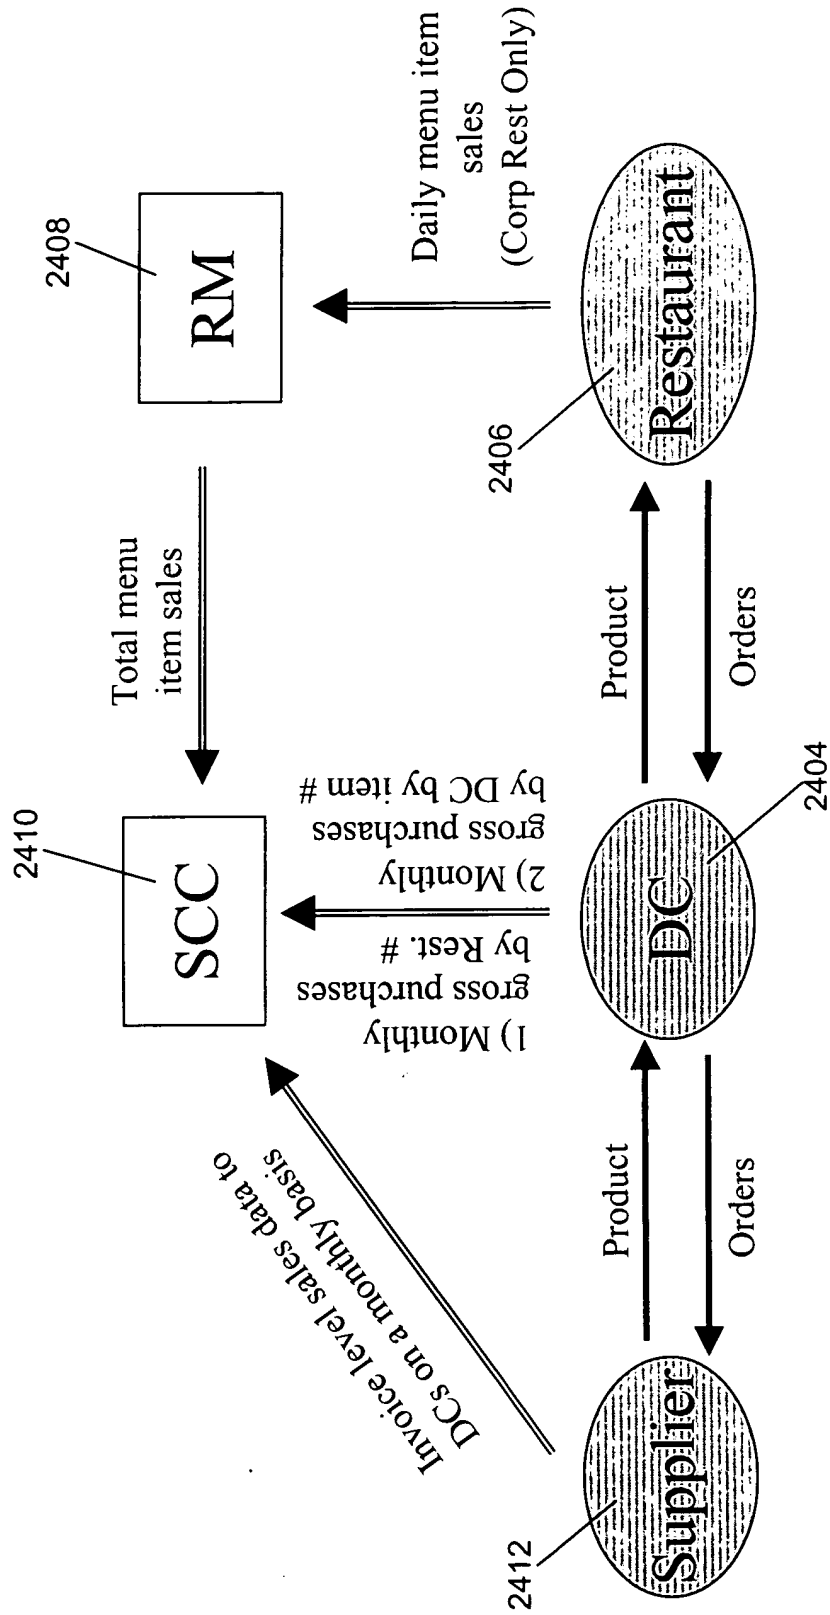 2410
SCC
Total menu
item sales
2408
RM
Invoice level sales data to
DCs on a monthly basis
1) Monthly
gross purchases
by Rest. #
2) Monthly
gross purchases
by DC by item #
Daily menu item
sales
(Corp Rest Only)
2412
Supplier
Product
Orders
DC
2404
Product
Orders
2406
Restaurant